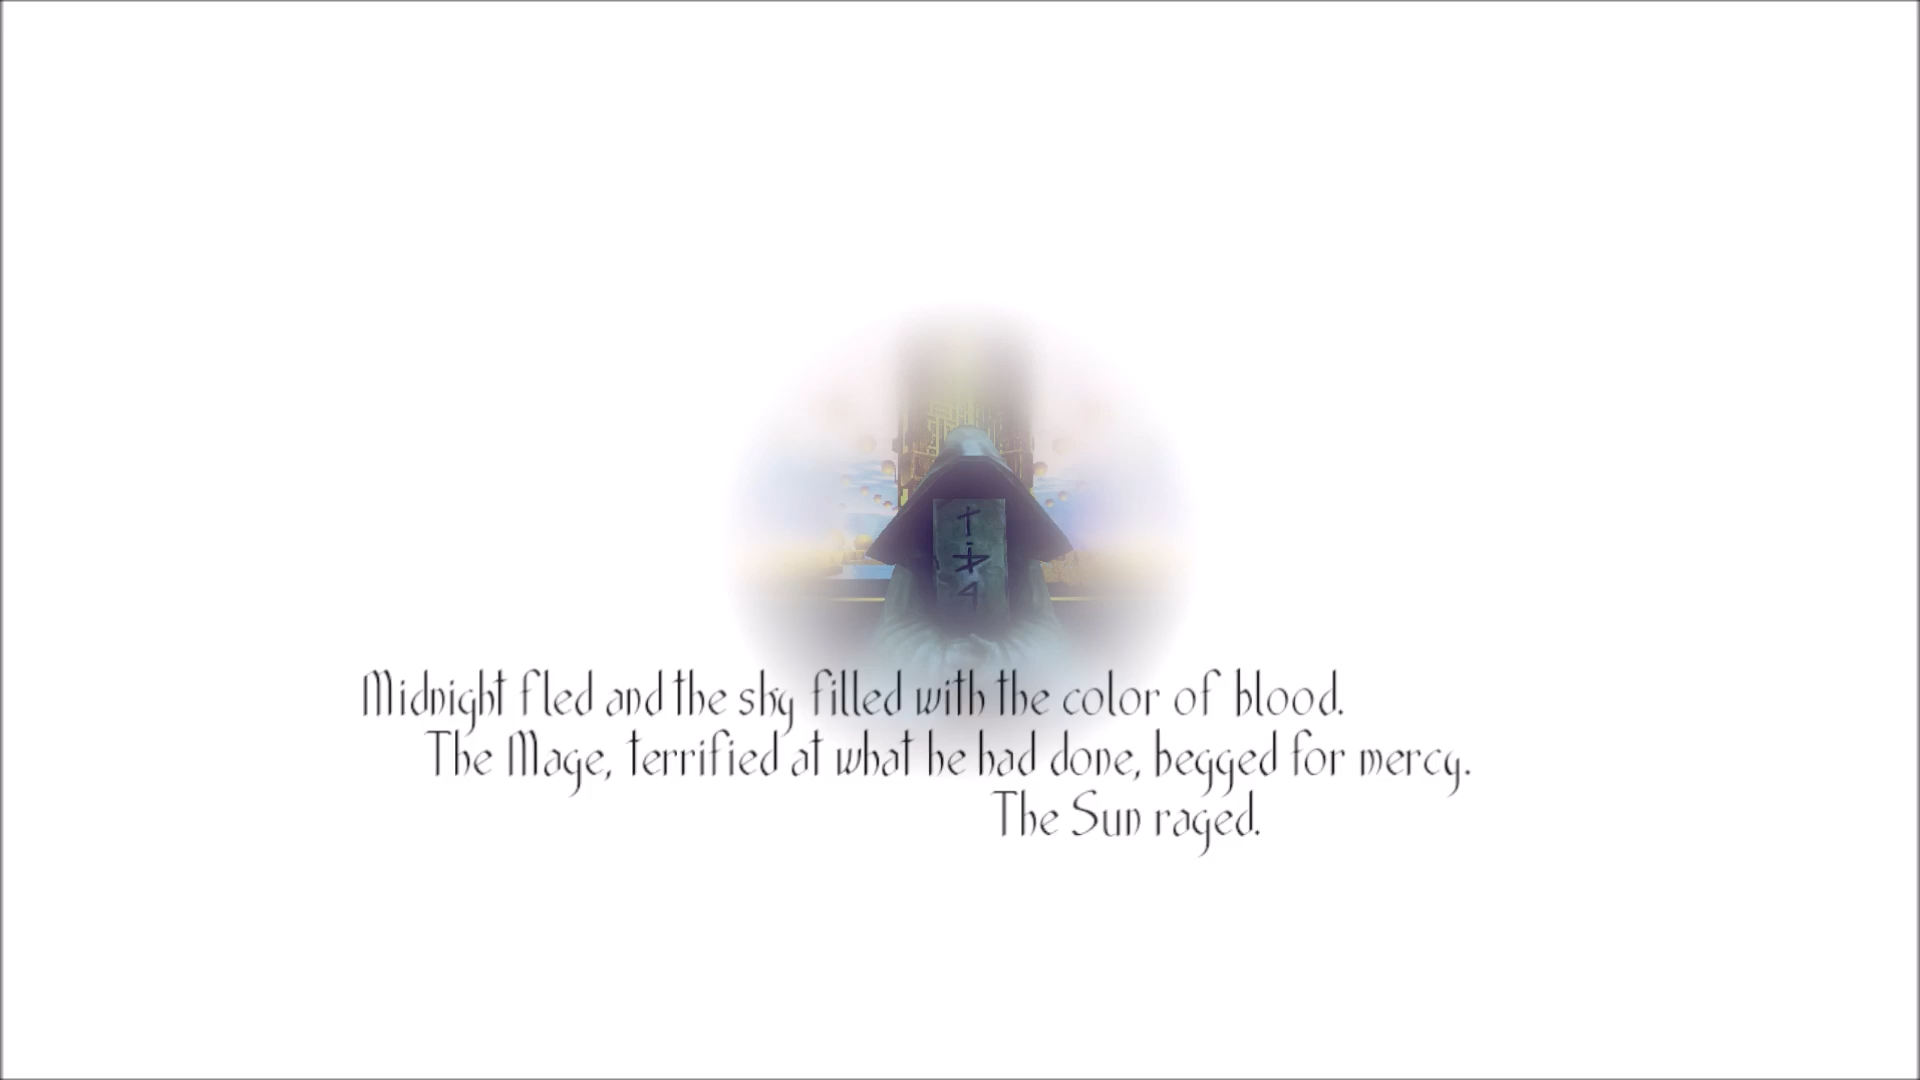 Midnight fled and the sky filled with the color of blood.
The Mage, terrified at what he had done, begged for mercy.
The Sun raged.